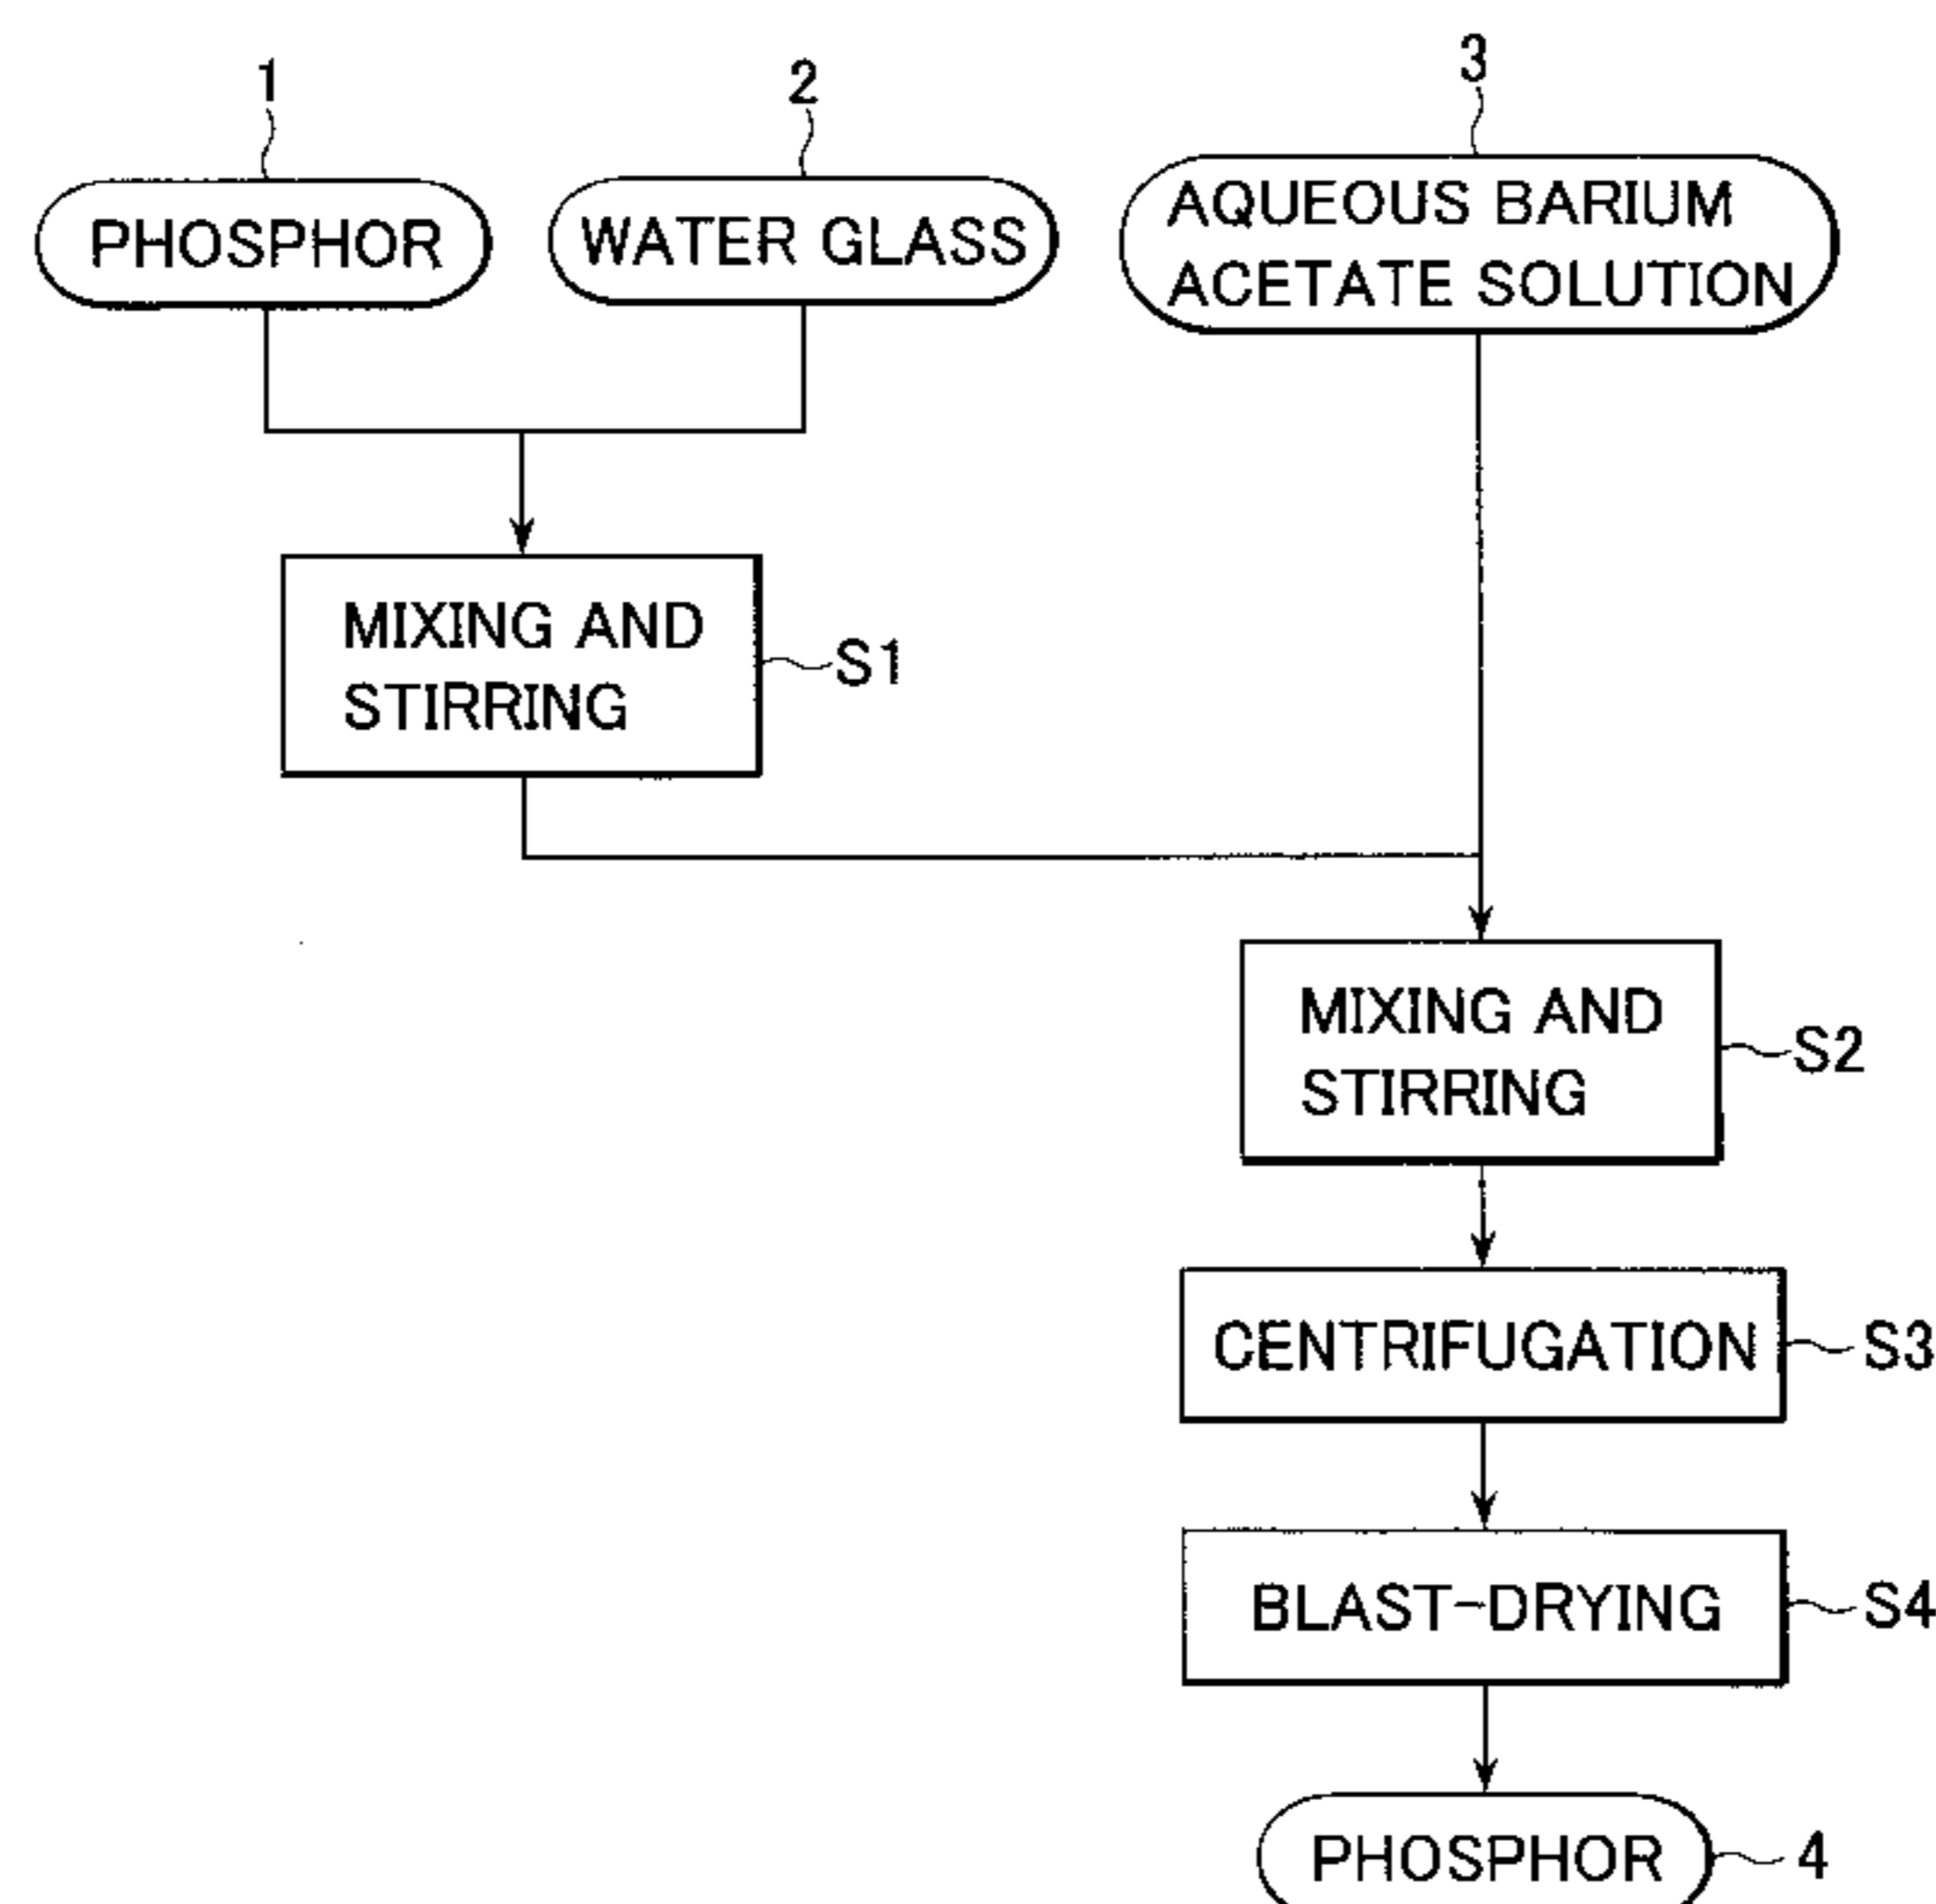 1
2
3
PHOSPHOR
WATER GLASS
AQUEOUS BARIUM
ACETATE SOLUTION
MIXING AND
STIRRING
S1
MIXING AND
STIRRING
S2
CENTRIFUGATION
S3
BLAST-DRYING
S4
PHOSPHOR
4